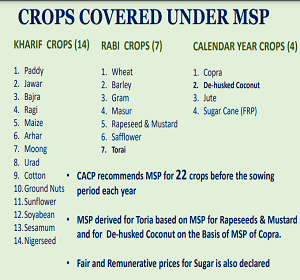 CROPS COVERED UNDER MSP
KHARIF CROPS (14)
1. Paddy
2. Jawar
3. Bajra
4. Ragi
5. Maize
6. Arhar
7. Moong
8. Urad
9. Cotton
10. Ground Nuts
11. Sunflower
12. Soyabean
13. Sesamum
14. Nigerseed
RABI CROPS (7)
1. Wheat
2. Barley
3. Gram
4. Masur
5. Rapeseed & Mustard
6. Safflower
7. Torai
CALENDAR YEAR CROPS (4)
1. Copra
2. De-husked Coconut
3. Jute
4. Sugar Cane (FRP)
• CACP recommends MSP for 22 crops before the sowing
period each year
• MSP derived for Toria based on MSP for Rapeseeds & Mustard
and for De-husked Coconut on the Basis of MSP of Copra.
• Fair and Remunerative prices for Sugar is also declared